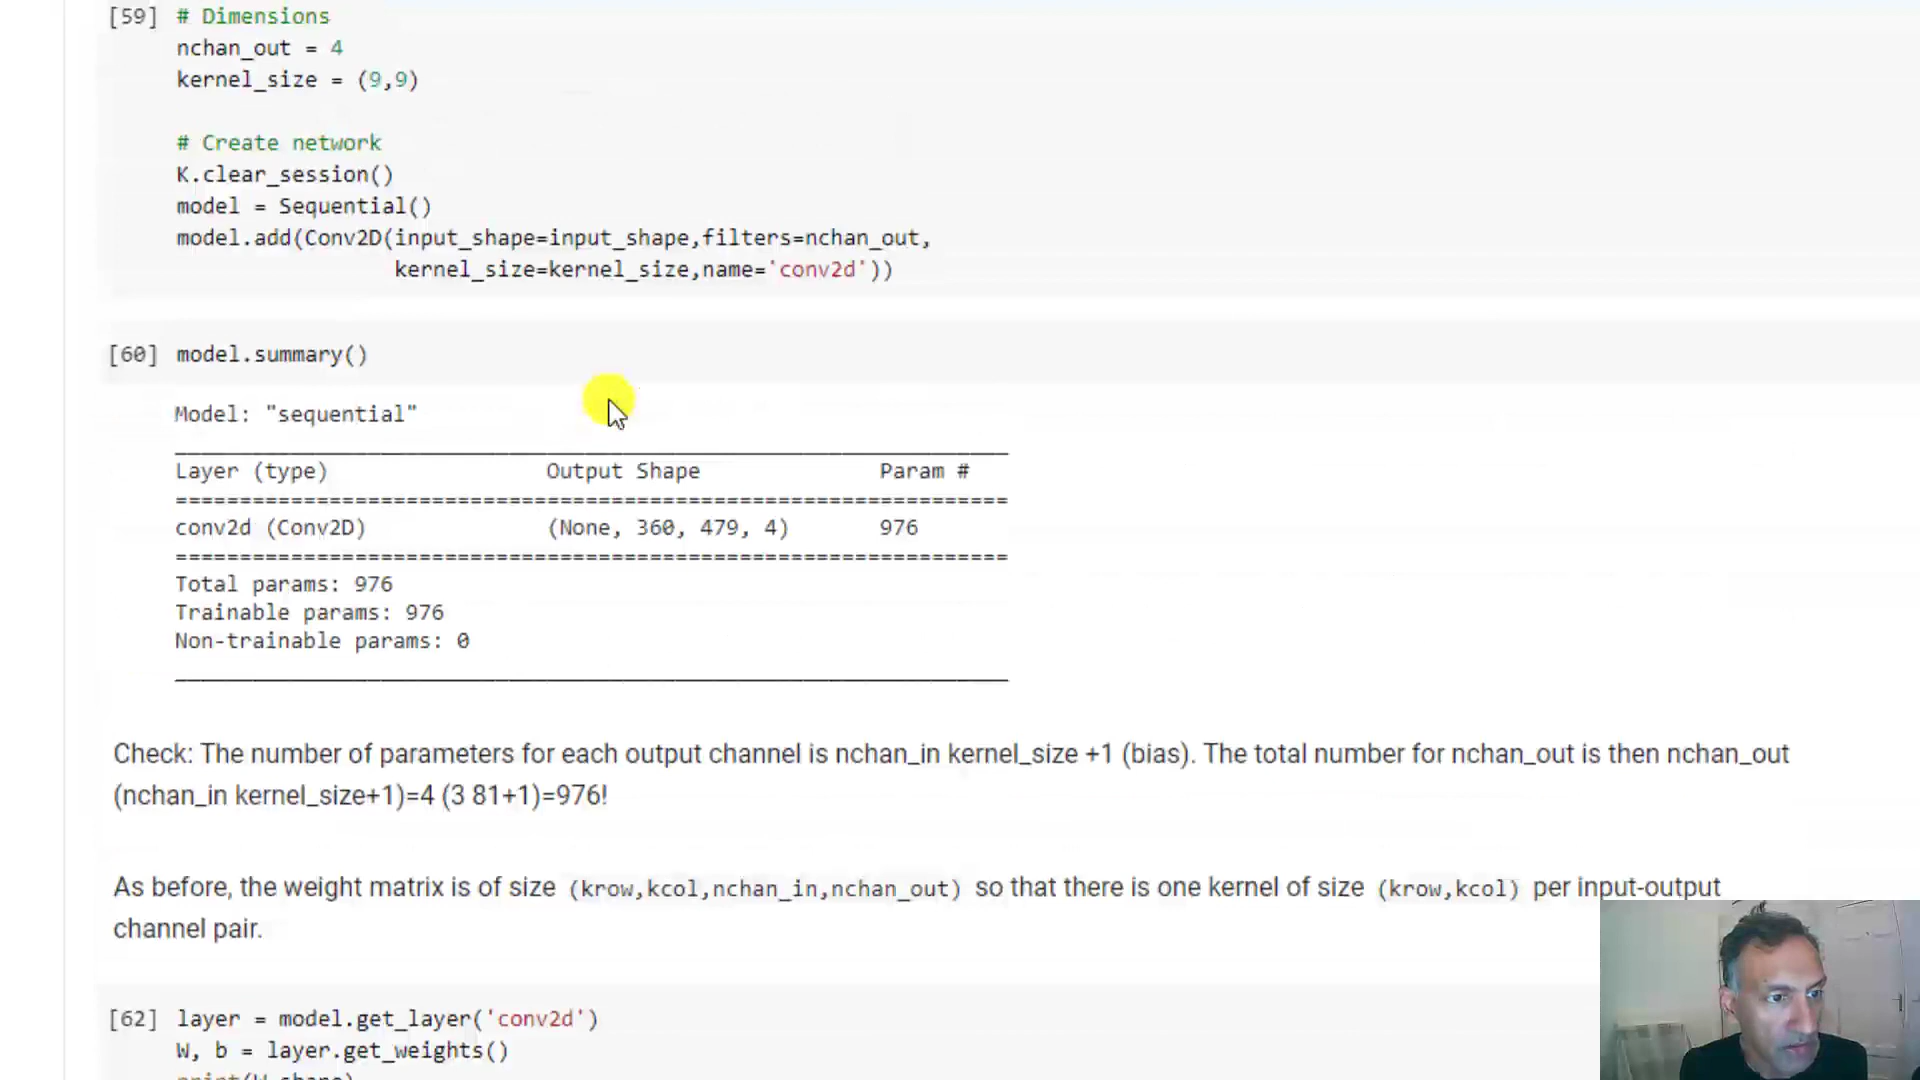 [59] # Dimensions
nchan_out = 4
kernel_size = (9,9)
# Create network
K.clear_session()
model = Sequential()
model.add(Conv2D(input_shape=input_shape,filters=nchan_out,
kernel_size=kernel_size,name='conv2d'))
[60] model.summary()
Model: "sequential"
Layer (type) Output Shape Param #
conv2d (Conv2D) (None, 360, 479, 4) 976
Total params: 976
Trainable params: 976
Non-trainable params: 0
Check: The number of parameters for each output channel is nchan_in kernel_size +1 (bias). The total number for nchan_out is then nchan_out
(nchan_in kernel_size+1)=4 (3 81+1)=976!
As before, the weight matrix is of size (krow,kcol,nchan_in,nchan_out) so that there is one kernel of size (krow,kcol) per input-output
channel pair.
[62] layer = model.get_layer('conv2d')
W, b = layer.get_weights()